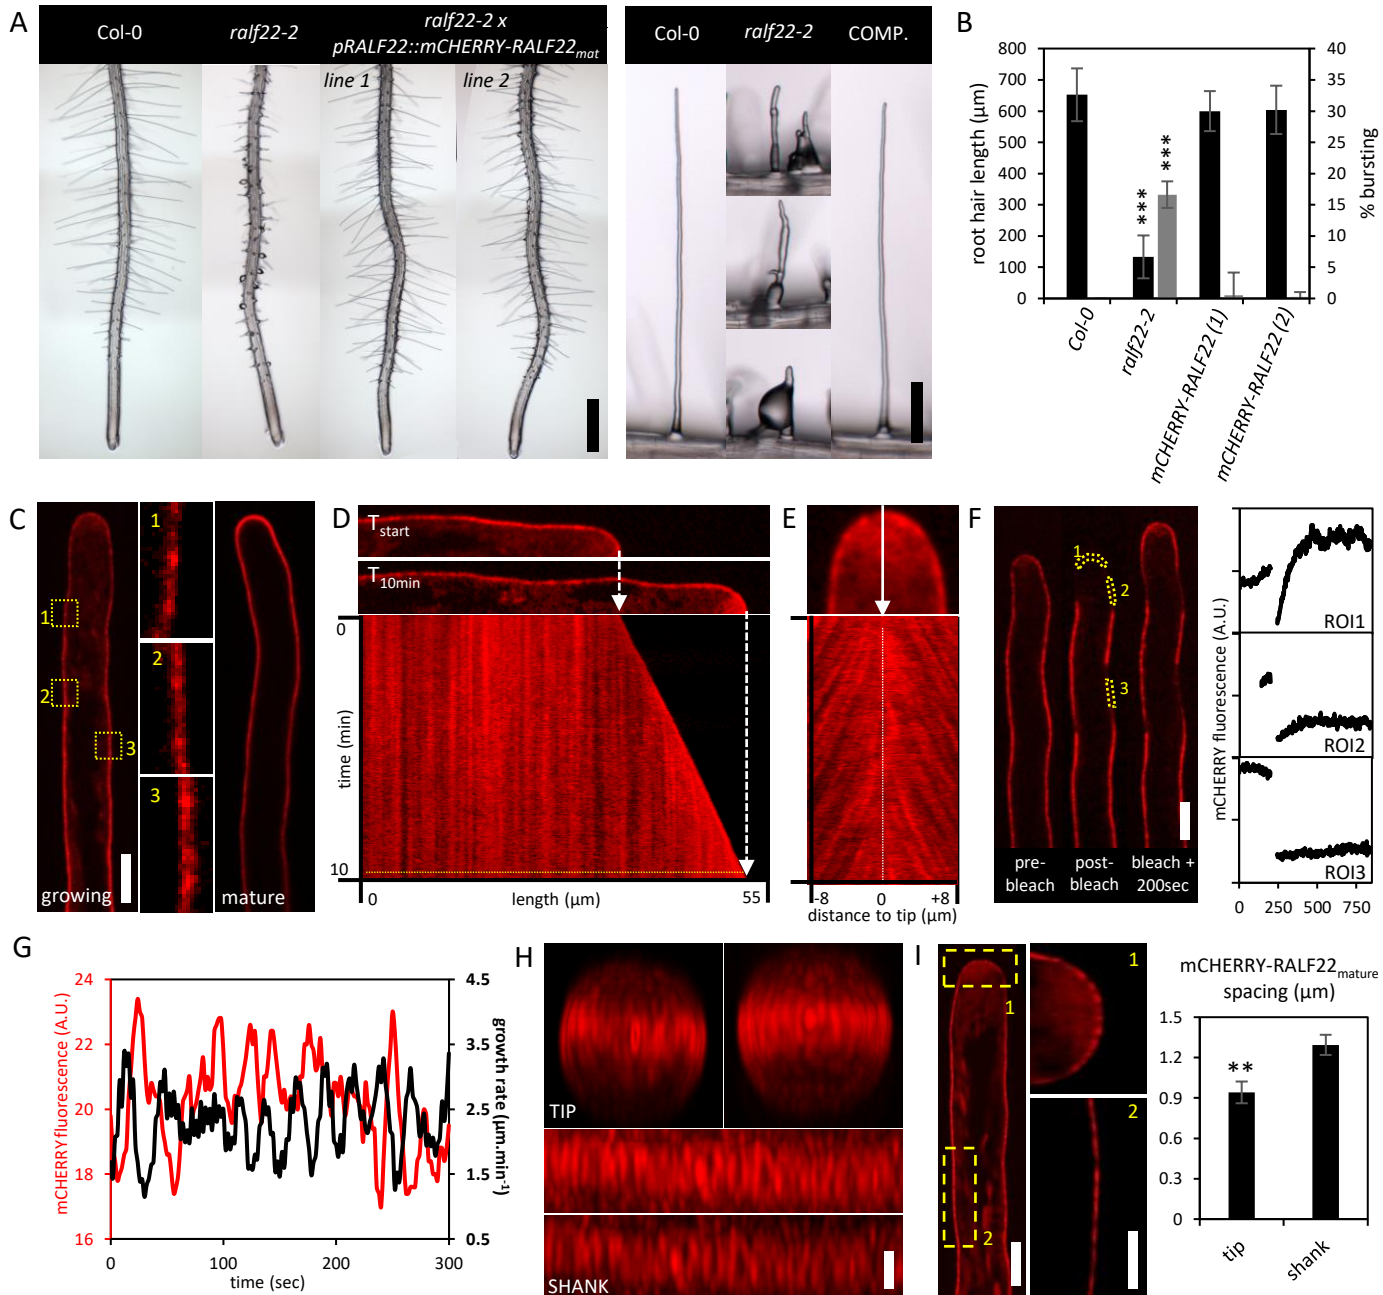 A
Col-0
ralf22-2
ralf22-2 x
pRALF22::mCHERRY-RALF22mat
line 1
line 2
Col-0
ralf22-2
COMP.
B
800
700
600
500
400
300
200
100
0
root hair length (µm)
40
35
30
25
20
15
10
5
0
% bursting
***
***
Col-0
ralf22-2
mCHERRY-RALF22 (1)
mCHERRY-RALF22 (2)
C
1
2
3
growing
1
2
3
mature
D
Tstart
T10min
0
10
time (min)
0
length (µm)
55
E
-8
0
+8
distance to tip (µm)
F
1
2
3
pre-
bleach
post-
bleach
bleach +
200sec
mCHERRY fluorescence (A.U.)
ROI1
ROI2
ROI3
0
250
500
750
G
24
22
20
18
16
mCHERRY fluorescence (A.U.)
4.5
3.5
2.5
1.5
0.5
growth rate (µm.min-1)
0
100
200
300
time (sec)
H
TIP
SHANK
I
1
2
1
2
mCHERRY-RALF22mature
spacing (µm)
1.5
1.2
0.9
0.6
0.3
0
**
tip
shank